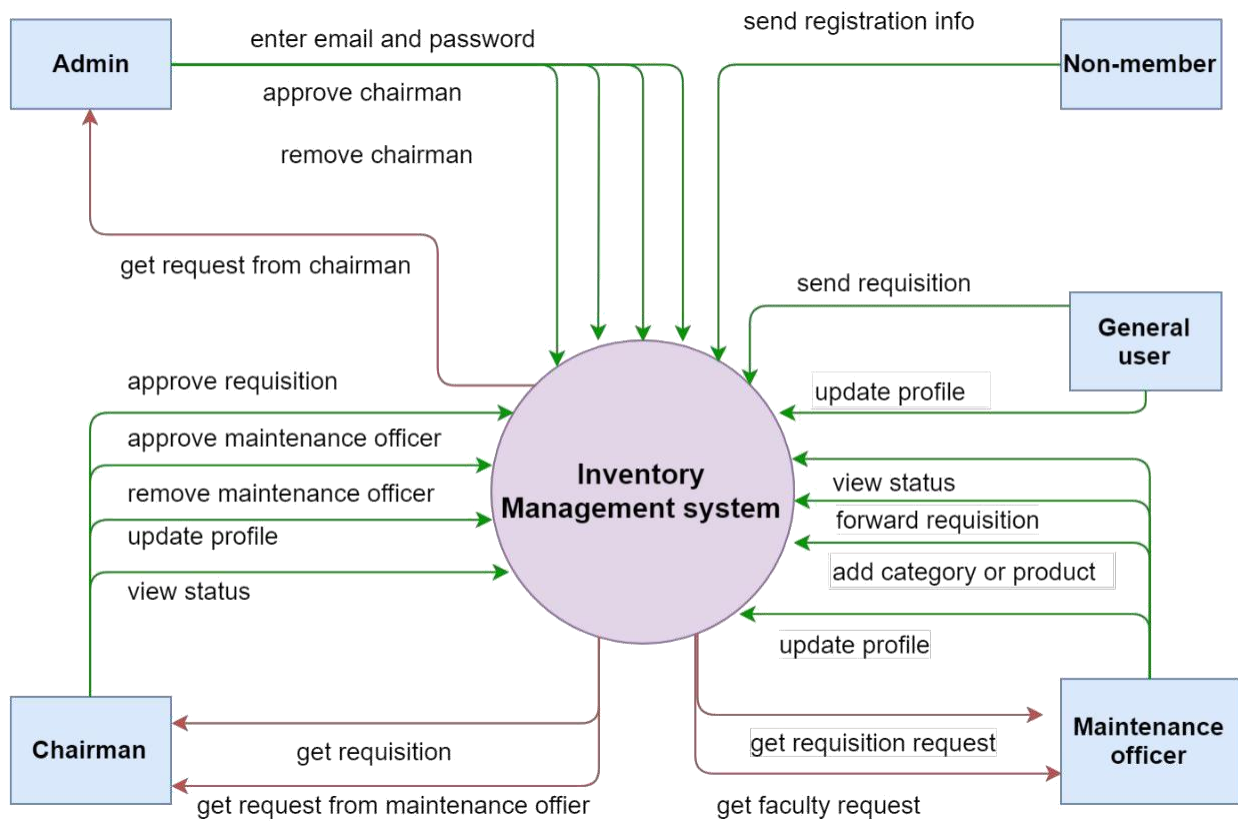 send registration info
enter email and password
Admin
Non-member
approve chairman
remove chairman
get request from chairman
send requisition
General
user
approve requisition
update profile
approve maintenance officer
Inventory
Management system
view status
remove maintenance officer
forward requisition
update profile
add category or product
view status
update profile
Chairman
get requisition
get requisition request
Maintenance
officer
get request from maintenance offier
get faculty request